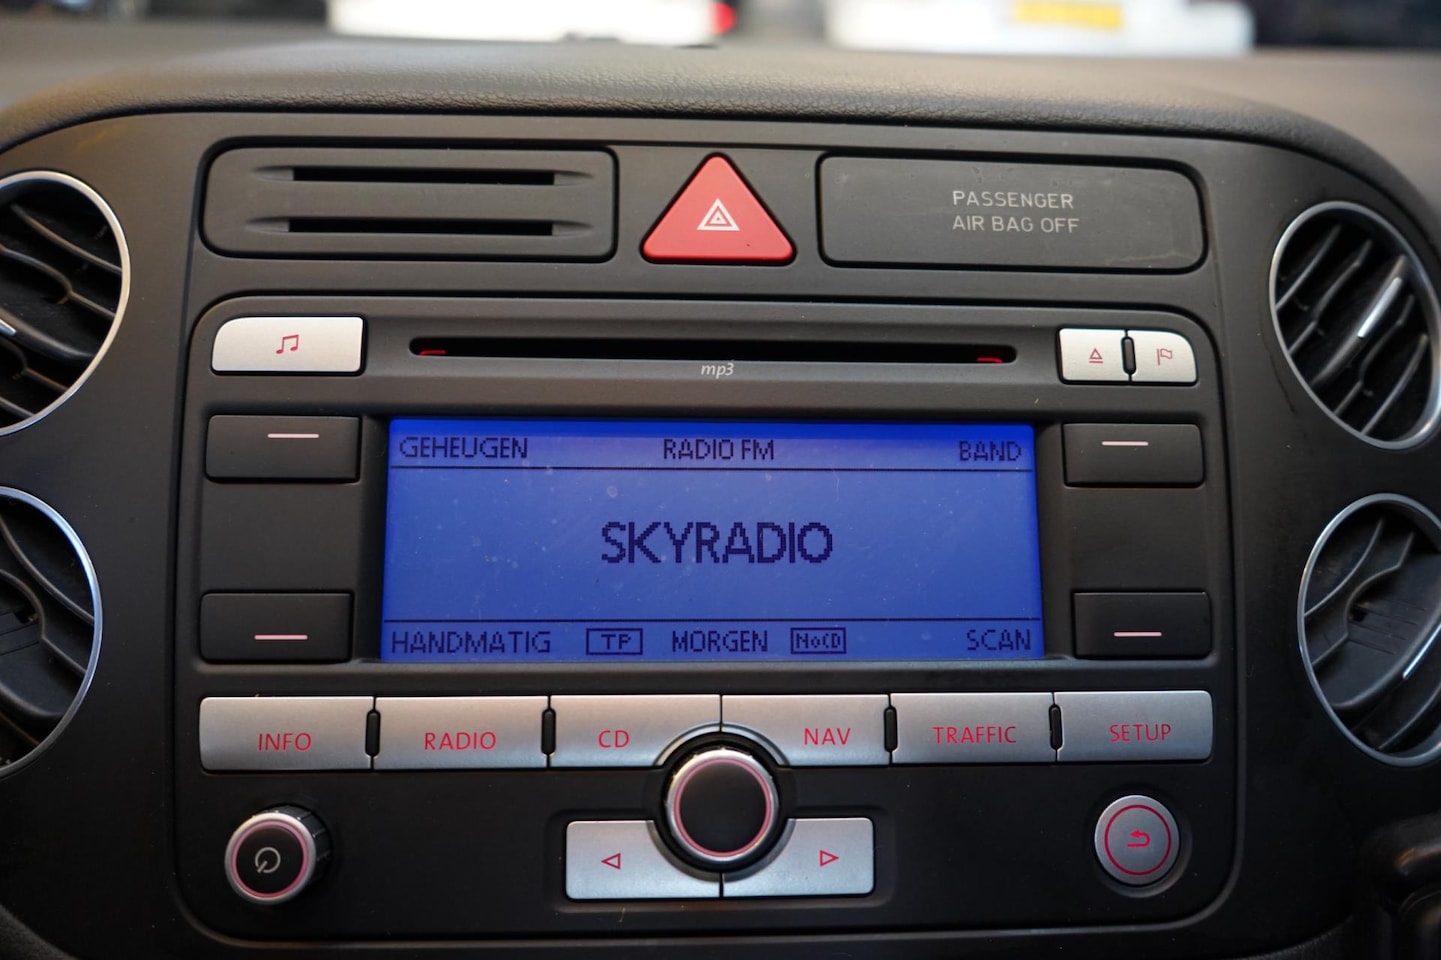 PASSENGER
AIR BAG OFF
mp3
GEHEUGEN RADIO FM BAND
SKYRADIO
HANDMATIG TP MORGEN NoCD SCAN
INFO RADIO CD NAV TRAFFIC SETUP